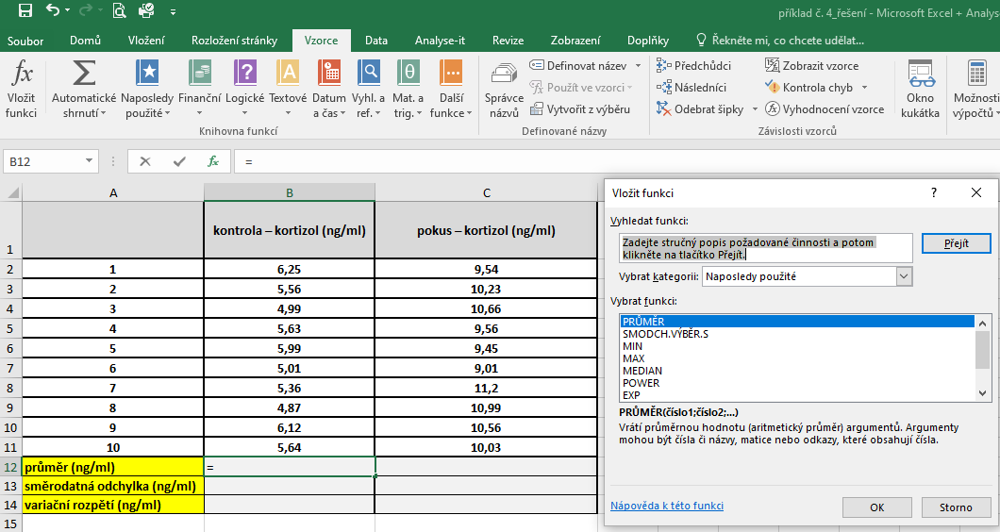 příklad č. 4_řešení - Microsoft Excel + Analyse
Soubor Domů Vložení Rozložení stránky Vzorce Data Analyse-it Revize Zobrazení Doplňky Řekněte mi, co chcete udělat...
fx Σ A ? θ
Vložit funkci
Automatické shrnutí
Naposledy použité
Finanční
Logické
Textové
Datum a čas
Vyhl. a ref.
Mat. a trig.
Další funkce
Knihovna funkcí
Správce názvů
Definovat název
Použít ve vzorci
Vytvořit z výběru
Definované názvy
Předchůdci
Následníci
Odebrat šipky
Zobrazit vzorce
Kontrola chyb
Vyhodnocení vzorce
Závislosti vzorců
Okno kukátka
Možnosti výpočtů
B12 fx =
A B C
1 kontrola – kortizol (ng/ml) pokus – kortizol (ng/ml)
2 1 6,25 9,54
3 2 5,56 10,23
4 3 4,99 10,66
5 4 5,63 9,56
6 5 5,99 9,45
7 6 5,01 9,01
8 7 5,36 11,2
9 8 4,87 10,99
10 9 6,12 10,56
11 10 5,64 10,03
12 průměr (ng/ml) =
13 směrodatná odchylka (ng/ml)
14 variační rozpětí (ng/ml)
15
Vložit funkci ?
Vyhledat funkci:
Zadejte stručný popis požadované činnosti a potom
klikněte na tlačítko Přejít.
Přejít
Vybrat kategorii: Naposledy použité
Vybrat funkci:
PRŮMĚR
SMODCH.VÝBĚR.S
MIN
MAX
MEDIAN
POWER
EXP
PRŮMĚR(číslo1;číslo2;...)
Vrátí průměrnou hodnotu (aritmetický průměr) argumentů. Argumenty
mohou být čísla či názvy, matice nebo odkazy, které obsahují čísla.
Nápověda k této funkci
OK Storno